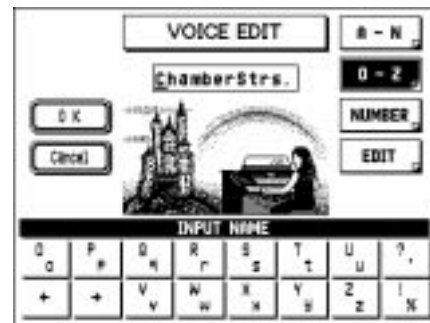 VOICE EDIT
A - N
ChamberStrs.
O - Z
OK
NUMBER
Cancel
EDIT
INPUT NAME
O o P p Q q R r S s T t U u ? ,
← → V v W w X x Y y Z z ! %